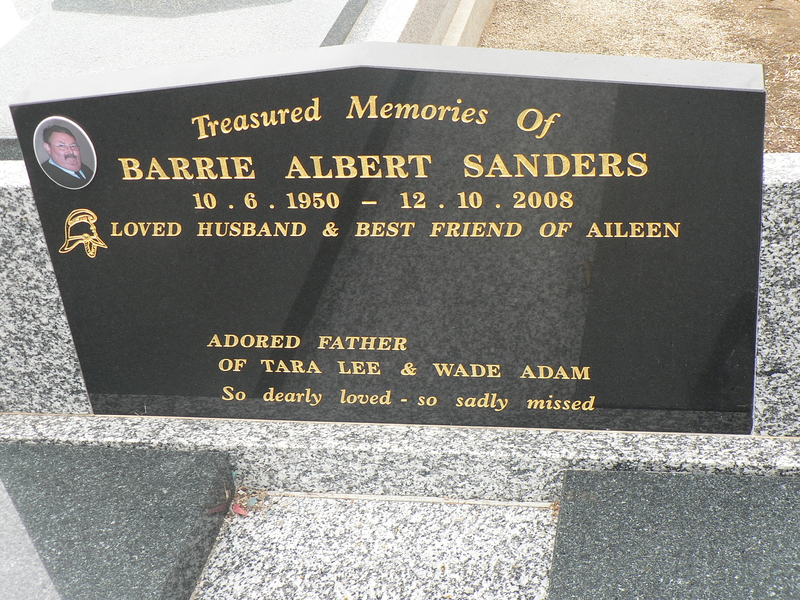 Treasured Memories Of
BARRIE ALBERT SANDERS
10 . 6 . 1950 – 12 . 10 . 2008
LOVED HUSBAND & BEST FRIEND OF AILEEN
ADORED FATHER
OF TARA LEE & WADE ADAM
So dearly loved - so sadly missed